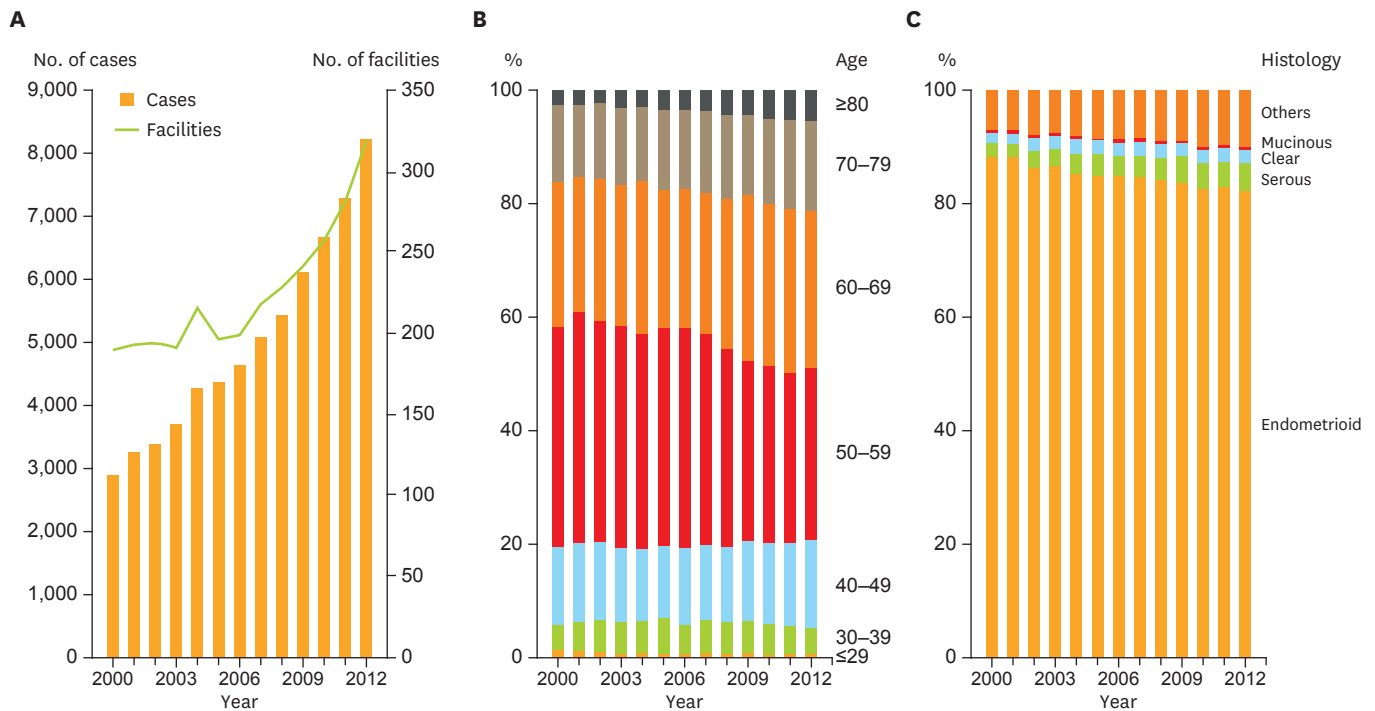 A
No. of cases
No. of facilities
Cases
Facilities
9,000
8,000
7,000
6,000
5,000
4,000
3,000
2,000
1,000
0
350
300
250
200
150
100
50
0
2000 2003 2006 2009 2012
Year
B
%
Age
100
80
60
40
20
0
≥80
70–79
60–69
50–59
40–49
30–39
≤29
2000 2003 2006 2009 2012
Year
C
%
Histology
100
80
60
40
20
0
Others
Mucinous
Clear
Serous
Endometrioid
2000 2003 2006 2009 2012
Year